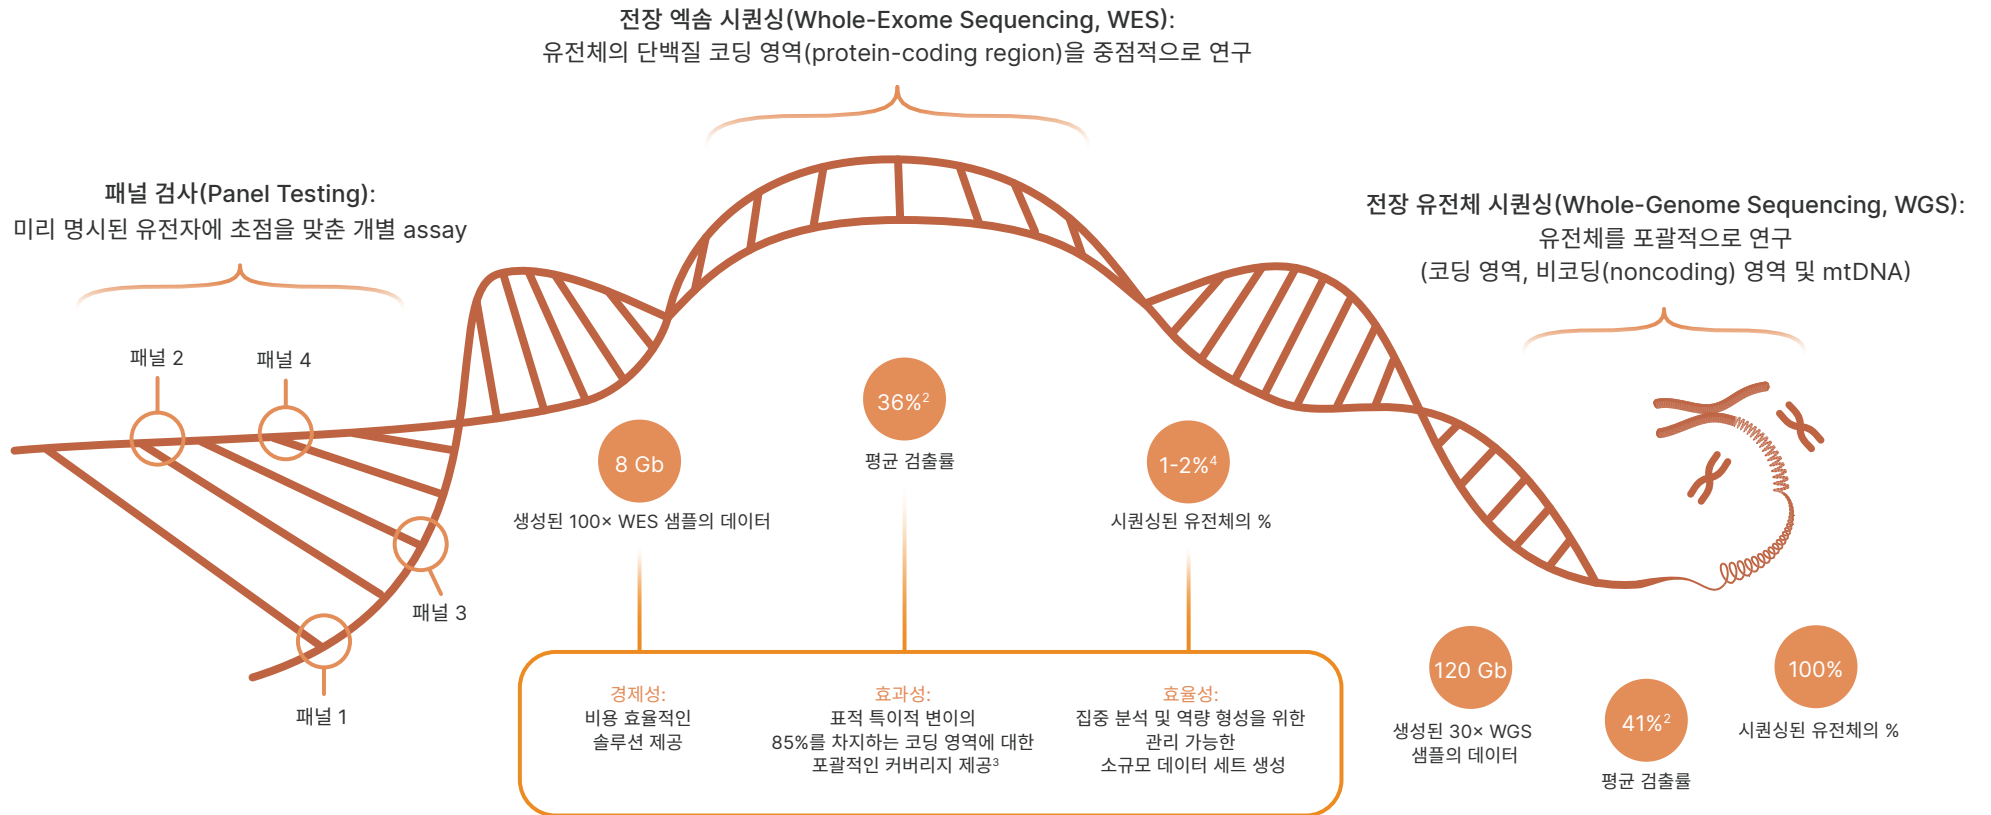 전장 엑솜 시퀀싱(Whole-Exome Sequencing, WES):
유전체의 단백질 코딩 영역(protein-coding region)을 중점적으로 연구
패널 검사(Panel Testing):
미리 명시된 유전자에 초점을 맞춘 개별 assay
전장 유전체 시퀀싱(Whole-Genome Sequencing, WGS):
유전체를 포괄적으로 연구
(코딩 영역, 비코딩(noncoding) 영역 및 mtDNA)
패널 2
패널 4
패널 3
패널 1
8 Gb
생성된 100× WES 샘플의 데이터
36%²
평균 검출률
1-2%⁴
시퀀싱된 유전체의 %
경제성:
비용 효율적인
솔루션 제공
효과성:
표적 특이적 변이의
85%를 차지하는 코딩 영역에 대한
포괄적인 커버리지 제공³
효율성:
집중 분석 및 역량 형성을 위한
관리 가능한
소규모 데이터 세트 생성
120 Gb
생성된 30× WGS
샘플의 데이터
41%²
평균 검출률
100%
시퀀싱된 유전체의 %